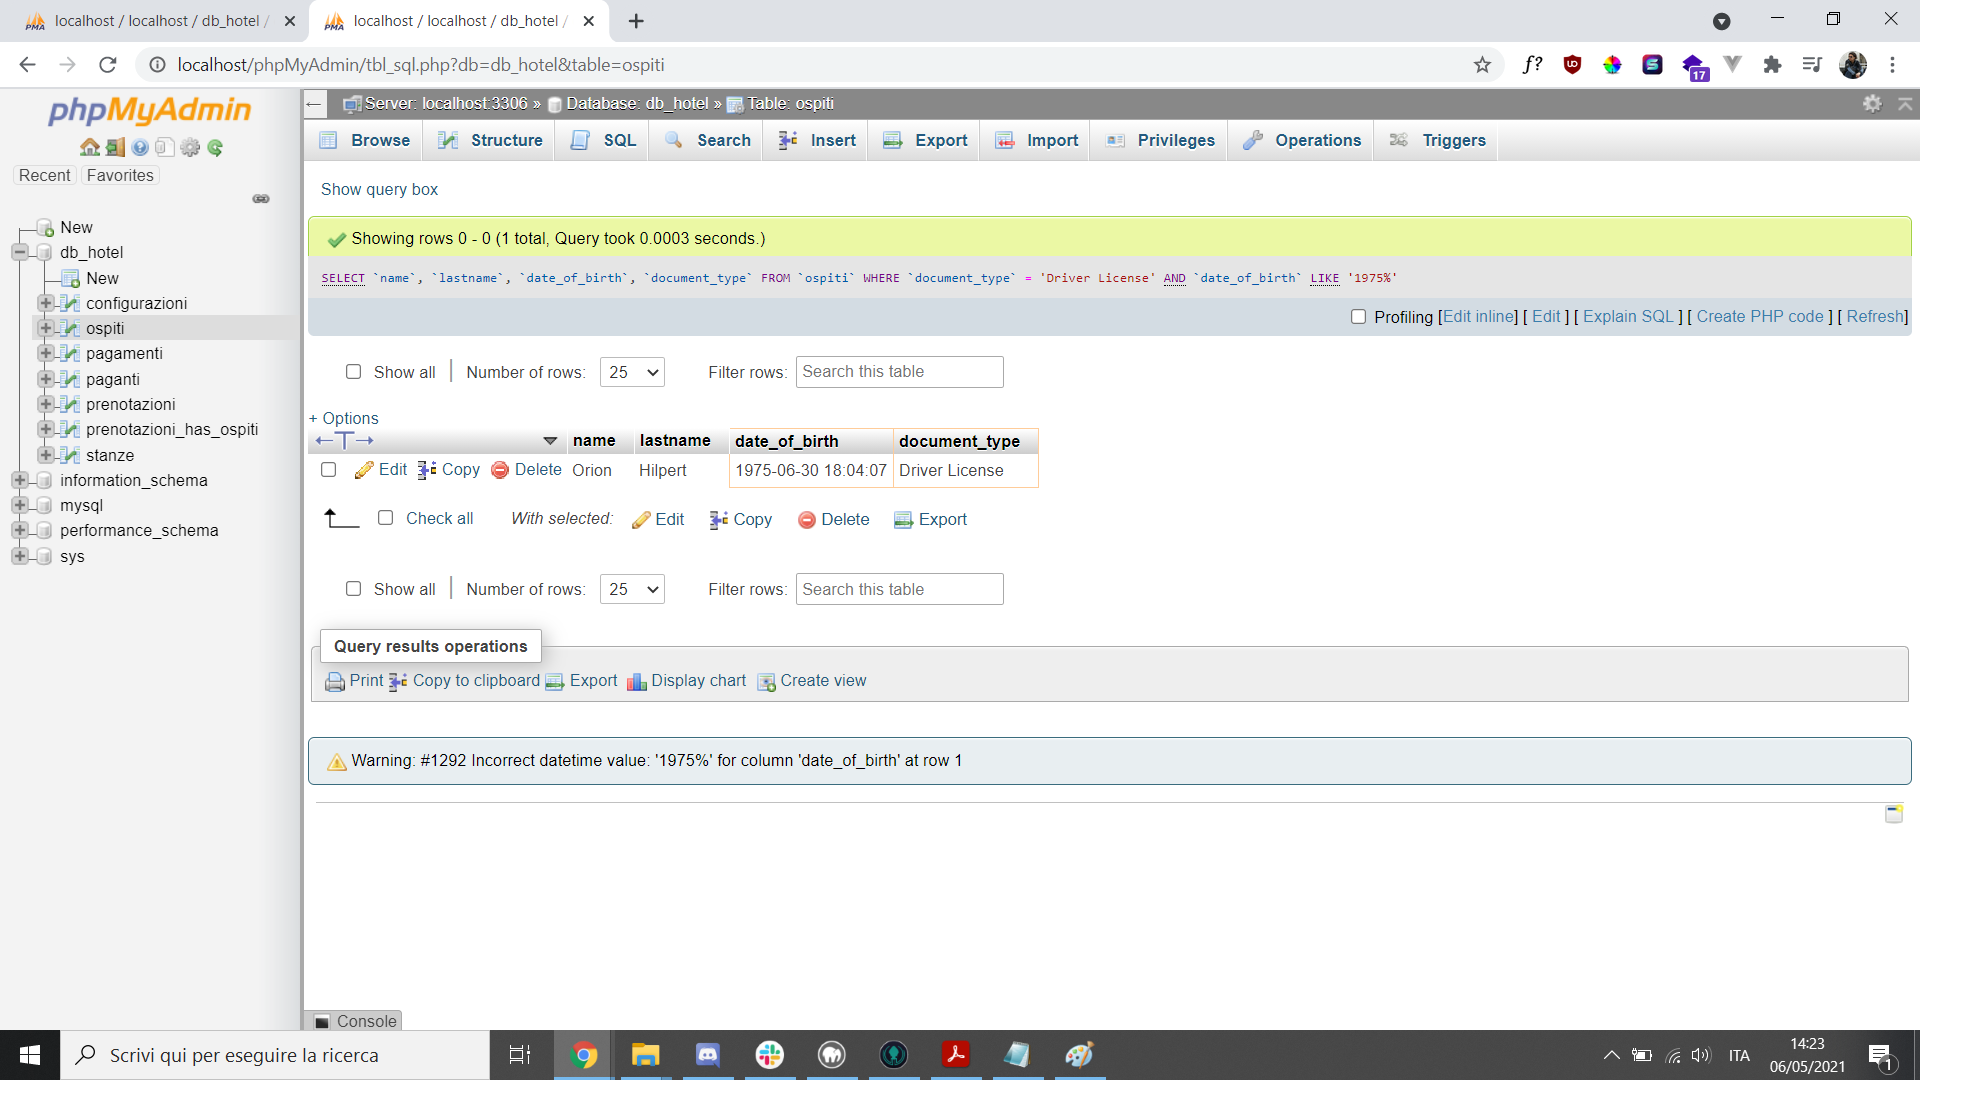 localhost / localhost / db_hotel /
localhost / localhost / db_hotel /
localhost/phpMyAdmin/tbl_sql.php?db=db_hotel&table=ospiti
f?
17
phpMyAdmin
Recent
Favorites
New
db_hotel
New
configurazioni
ospiti
pagamenti
paganti
prenotazioni
prenotazioni_has_ospiti
stanze
information_schema
mysql
performance_schema
sys
Server: localhost:3306 » Database: db_hotel » Table: ospiti
Browse Structure SQL Search Insert Export Import Privileges Operations Triggers
Show query box
Showing rows 0 - 0 (1 total, Query took 0.0003 seconds.)
SELECT `name`, `lastname`, `date_of_birth`, `document_type` FROM `ospiti` WHERE `document_type` = 'Driver License' AND `date_of_birth` LIKE '1975%'
Profiling [Edit inline] [ Edit ] [ Explain SQL ] [ Create PHP code ] [ Refresh]
Show all Number of rows: 25 Filter rows: Search this table
+ Options
←T→ name lastname date_of_birth document_type
Edit Copy Delete Orion Hilpert 1975-06-30 18:04:07 Driver License
Check all With selected: Edit Copy Delete Export
Show all Number of rows: 25 Filter rows: Search this table
Query results operations
Print Copy to clipboard Export Display chart Create view
Warning: #1292 Incorrect datetime value: '1975%' for column 'date_of_birth' at row 1
Console
Scrivi qui per eseguire la ricerca
ITA
14:23
06/05/2021
1